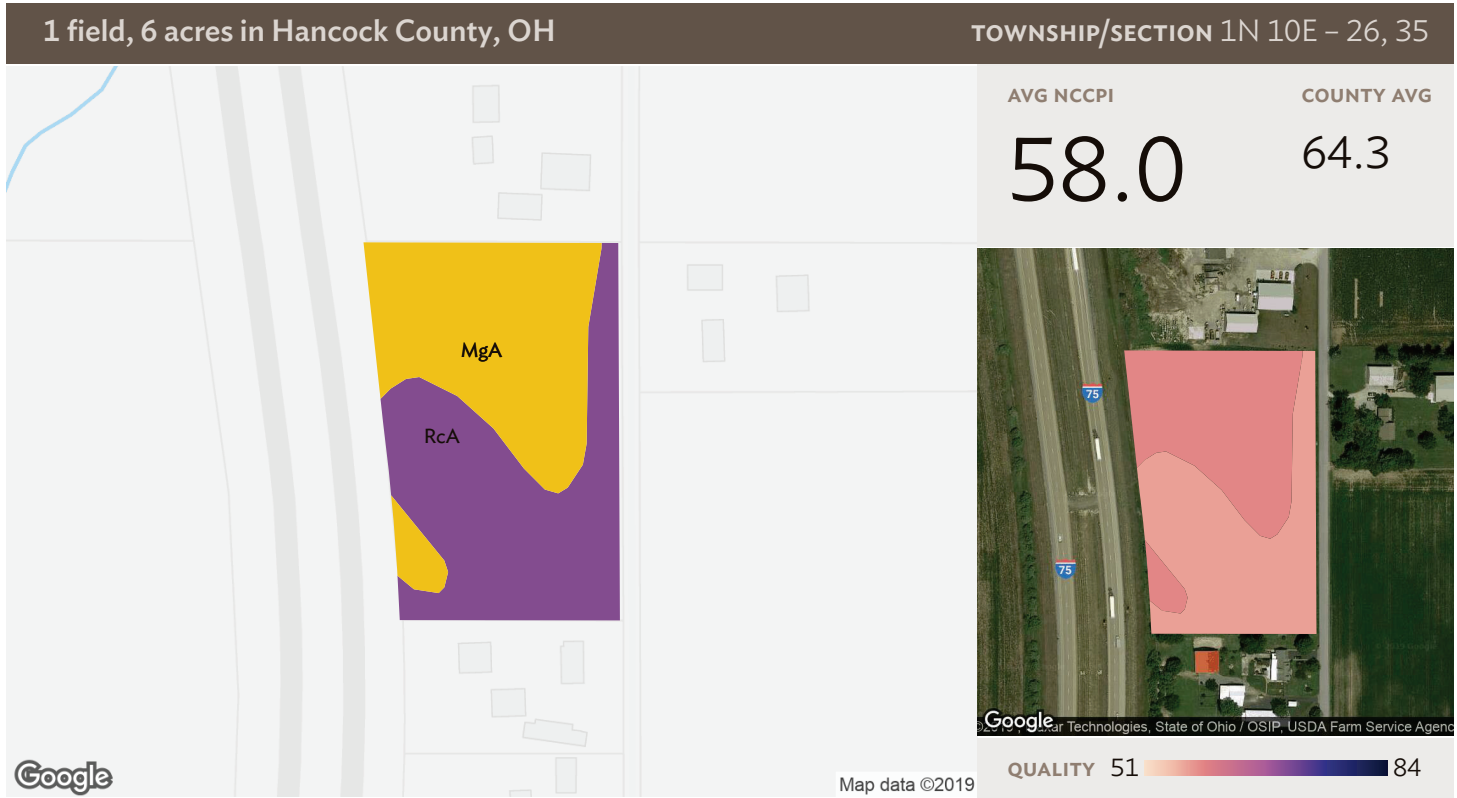 1 field, 6 acres in Hancock County, OH
TOWNSHIP/SECTION 1N 10E – 26, 35
AVG NCCPI
COUNTY AVG
58.0
64.3
MgA
RcA
75
75
Google
Map data ©2019
Google
Technologies, State of Ohio / OSIP, USDA Farm Service Agenc
QUALITY 51 84